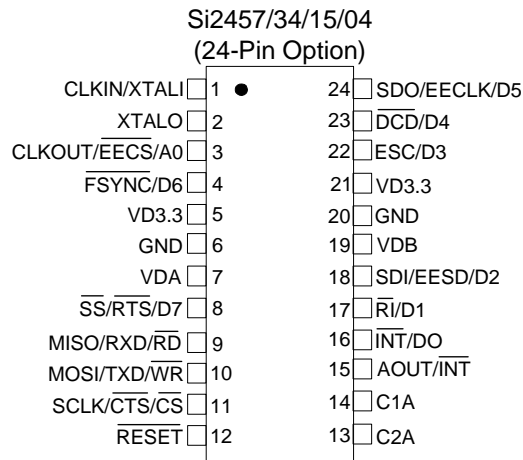 Si2457/34/15/04
(24-Pin Option)
CLKIN/XTALI 1 24 SDO/EECLK/D5
XTALO 2 23 DCD/D4
CLKOUT/EECS/A0 3 22 ESC/D3
FSYNC/D6 4 21 VD3.3
VD3.3 5 20 GND
GND 6 19 VDB
VDA 7 18 SDI/EESD/D2
SS/RTS/D7 8 17 RI/D1
MISO/RXD/RD 9 16 INT/DO
MOSI/TXD/WR 10 15 AOUT/INT
SCLK/CTS/CS 11 14 C1A
RESET 12 13 C2A